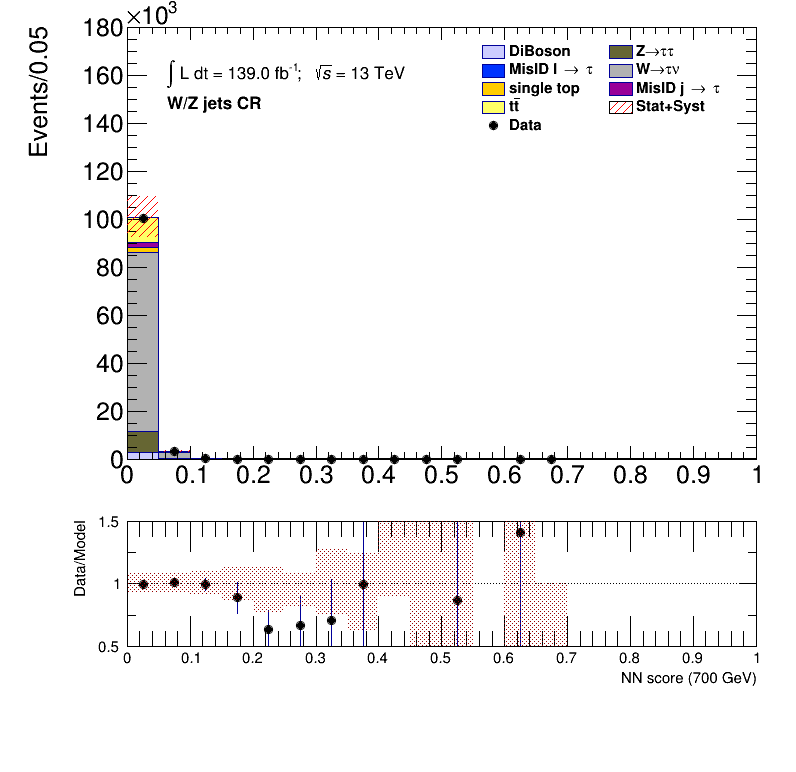 ×10³
Events/0.05
180
160
140
120
100
80
60
40
20
0
∫ L dt = 139.0 fb⁻¹; √s = 13 TeV
W/Z jets CR
DiBoson
MisID l → τ
single top
tt̄
Data
Z→ττ
W→τν
MisID j → τ
Stat+Syst
0 0.1 0.2 0.3 0.4 0.5 0.6 0.7 0.8 0.9 1
Data/Model
1.5
1
0.5
0 0.1 0.2 0.3 0.4 0.5 0.6 0.7 0.8 0.9 1
NN score (700 GeV)